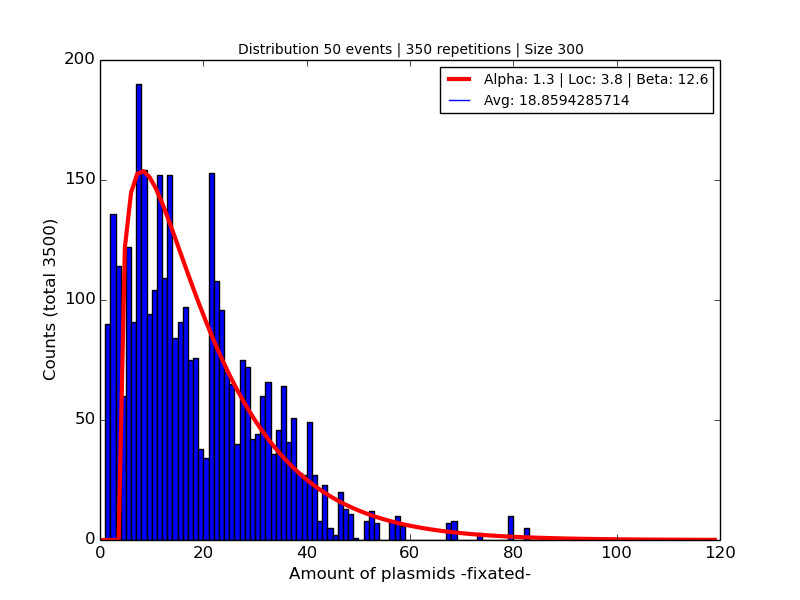 Distribution 50 events | 350 repetitions | Size 300
Alpha: 1.3 | Loc: 3.8 | Beta: 12.6
Avg: 18.8594285714
200
150
100
50
0
Counts (total 3500)
0 20 40 60 80 100 120
Amount of plasmids -fixated-